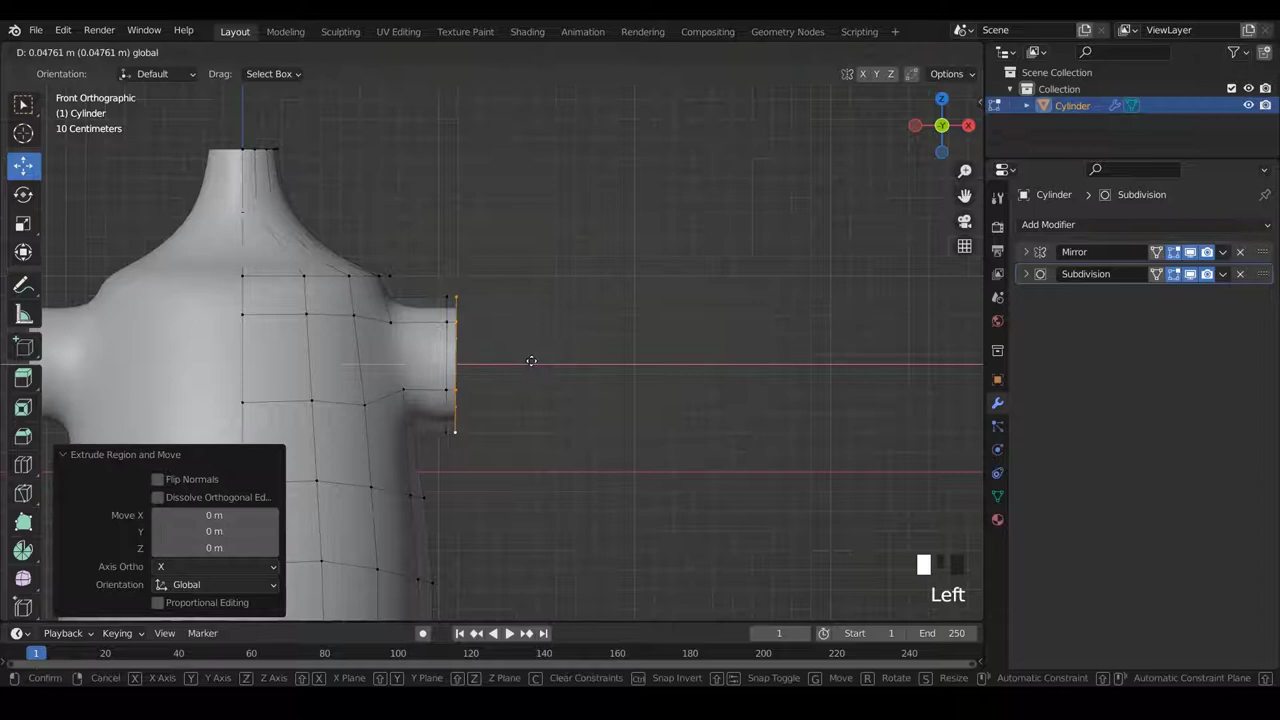 File Edit Render Window Help Layout Modeling Sculpting UV Editing Texture Paint Shading Animation Rendering Compositing Geometry Nodes Scripting Scene ViewLayer
D: 0.04761 m (0.04761 m) global
Orientation: Default Drag: Select Box X Y Z Options
Front Orthographic
(1) Cylinder
10 Centimeters
Z
X
-Y
Scene Collection
Collection
Cylinder
Cylinder > Subdivision
Add Modifier
Mirror
Subdivision
Extrude Region and Move
Flip Normals
Dissolve Orthogonal Ed...
Move X 0 m
Y 0 m
Z 0 m
Axis Ortho X
Orientation Global
Proportional Editing
Left
Playback Keying View Marker 1 Start 1 End 250
1 20 40 60 80 100 120 140 160 180 200 220 240
Confirm Cancel X X Axis Y Y Axis Z Z Axis X X Plane Y Y Plane Z Z Plane C Clear Constraints Ctrl Snap Invert Snap Toggle G Move R Rotate S Resize Automatic Constraint Automatic Constraint Plane